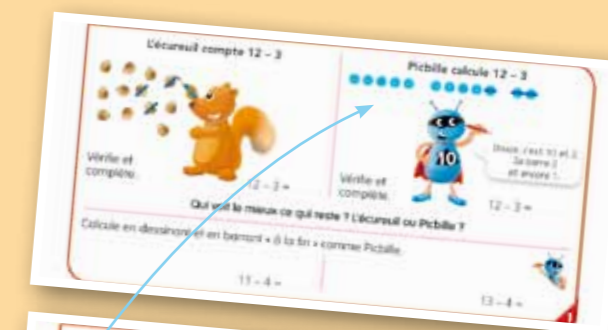 L'écureuil compte 12 - 3
Picbille calcule 12 - 3
10
Douze, c'est 10 et 2.
Je barre 2
et encore 1.
Vérifie et
complète.
12 - 3 =
Vérifie et
complète.
12 - 3 =
Qui voit le mieux ce qui reste ? L'écureuil ou Picbille ?
Calcule en dessinant et en barrant « à la fin » comme Picbille.
11 - 4 =
13 - 4 =